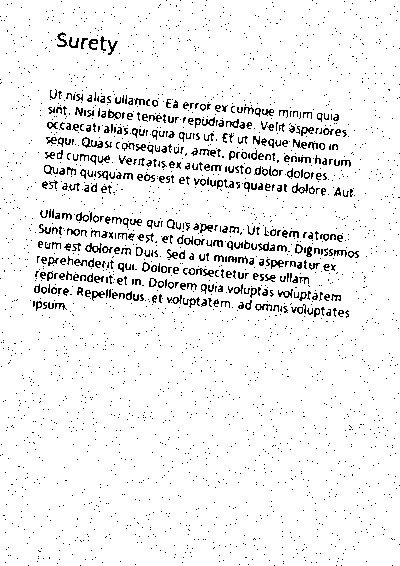 Surety
Ut nisi alias ullamco. Ea error ex cumque minim quia
sint. Nisi labore tenetur repudiandae. Velit asperiores
occaecati alias qui quia quis ut. Et ut Neque Nemo in
sequi. Quasi consequatur, amet, proident, enim harum
sed cumque. Veritatis ex autem iusto dolor dolores.
Quam quisquam eos est et voluptas quaerat dolore. Aut
est aut ad et.
Ullam doloremque qui Quis aperiam, Ut Lorem ratione.
Sunt non maxime est, et dolorum quibusdam. Dignissimos
eum est dolorem Duis. Sed a ut minima aspernatur ex
reprehenderit qui. Dolore consectetur esse ullam
reprehenderit et in. Dolorem quia voluptas voluptatem
dolore. Repellendus. et voluptatem. ad omnis voluptates
ipsum.